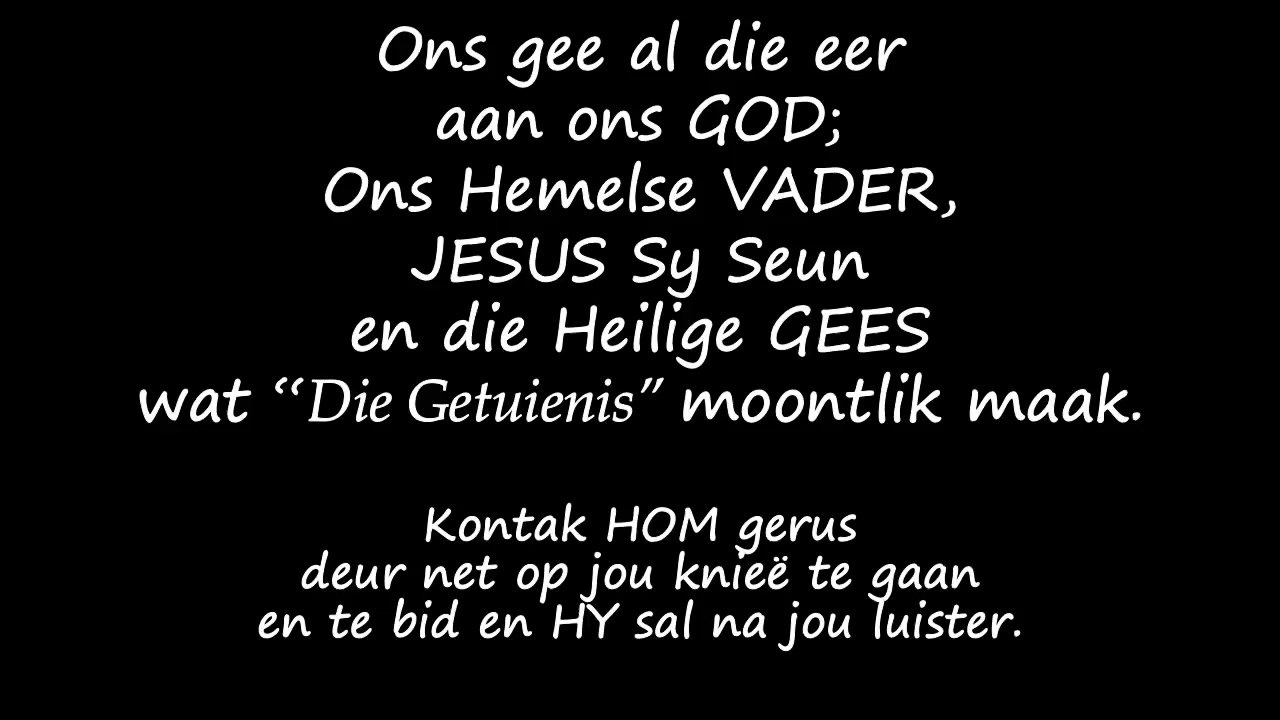 Ons gee al die eer
aan ons GOD;
Ons Hemelse VADER,
JESUS Sy Seun
en die Heilige GEES
wat “Die Getuienis” moontlik maak.
Kontak HOM gerus
deur net op jou knieë te gaan
en te bid en HY sal na jou luister.